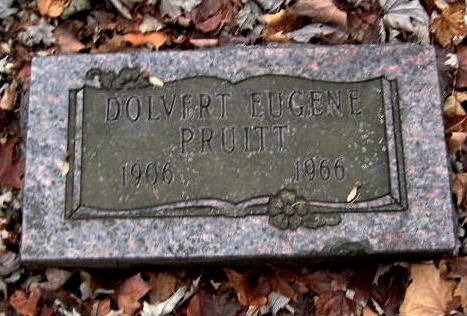 DOLVERT EUGENE
PRUITT
1906 1966